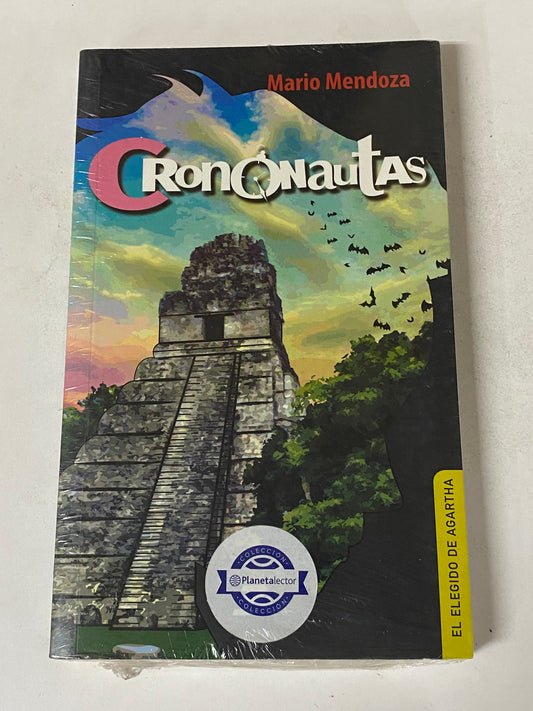 Mario Mendoza
CRONONAUTAS
EL ELEGIDO DE AGARTHA
COLECCIÓN
Planetalector
COLECCIÓN